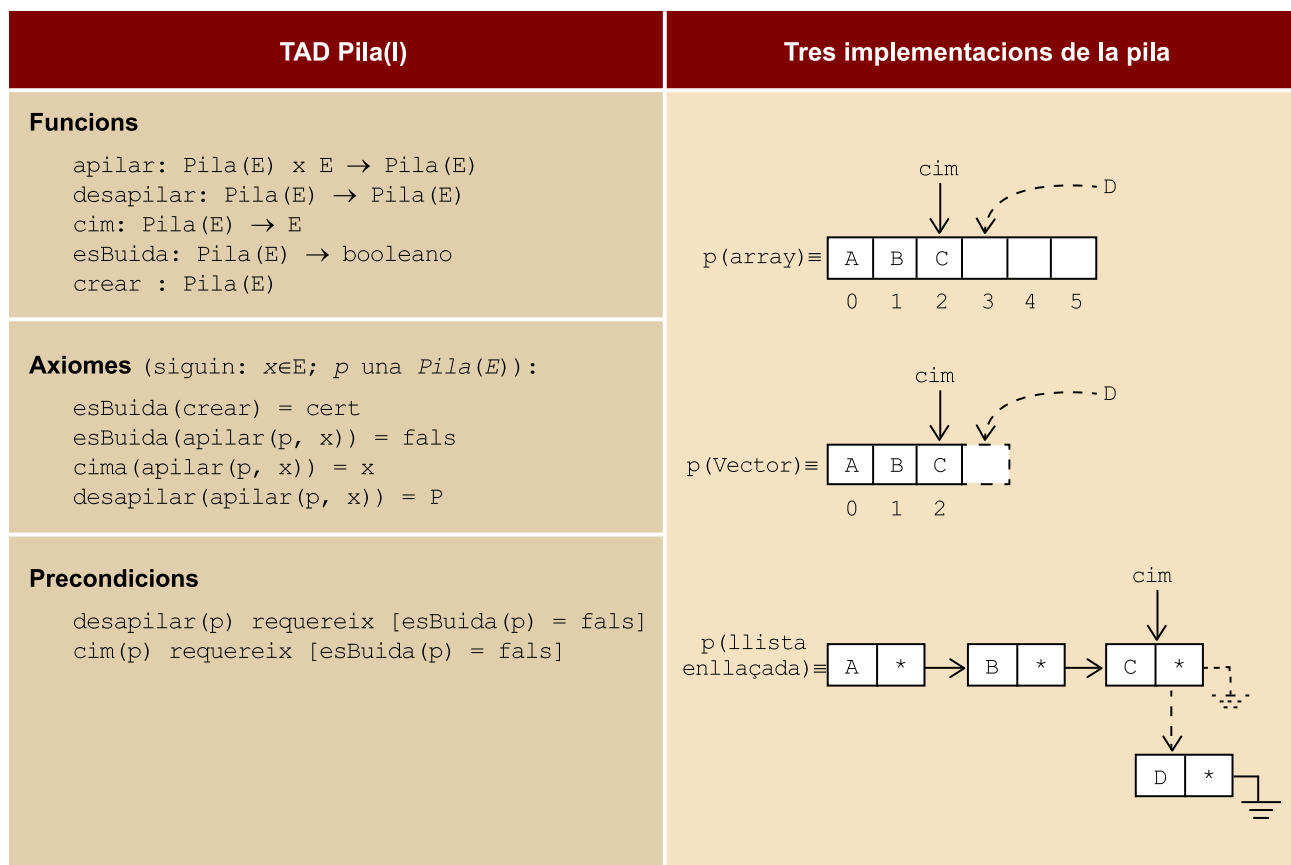 TAD Pila(I)
Funcions
apilar: Pila(E) x E → Pila(E)
desapilar: Pila(E) → Pila(E)
cim: Pila(E) → E
esBuida: Pila(E) → booleano
crear : Pila(E)
Axiomes (siguin: x∈E; p una Pila(E)):
esBuida(crear) = cert
esBuida(apilar(p, x)) = fals
cima(apilar(p, x)) = x
desapilar(apilar(p, x)) = P
Precondicions
desapilar(p) requereix [esBuida(p) = fals]
cim(p) requereix [esBuida(p) = fals]
Tres implementacions de la pila
cim
D
p(array)≡ A B C
0 1 2 3 4 5
cim
D
p(Vector)≡ A B C
0 1 2
cim
p(llista
enllaçada)≡ A * B * C *
D *